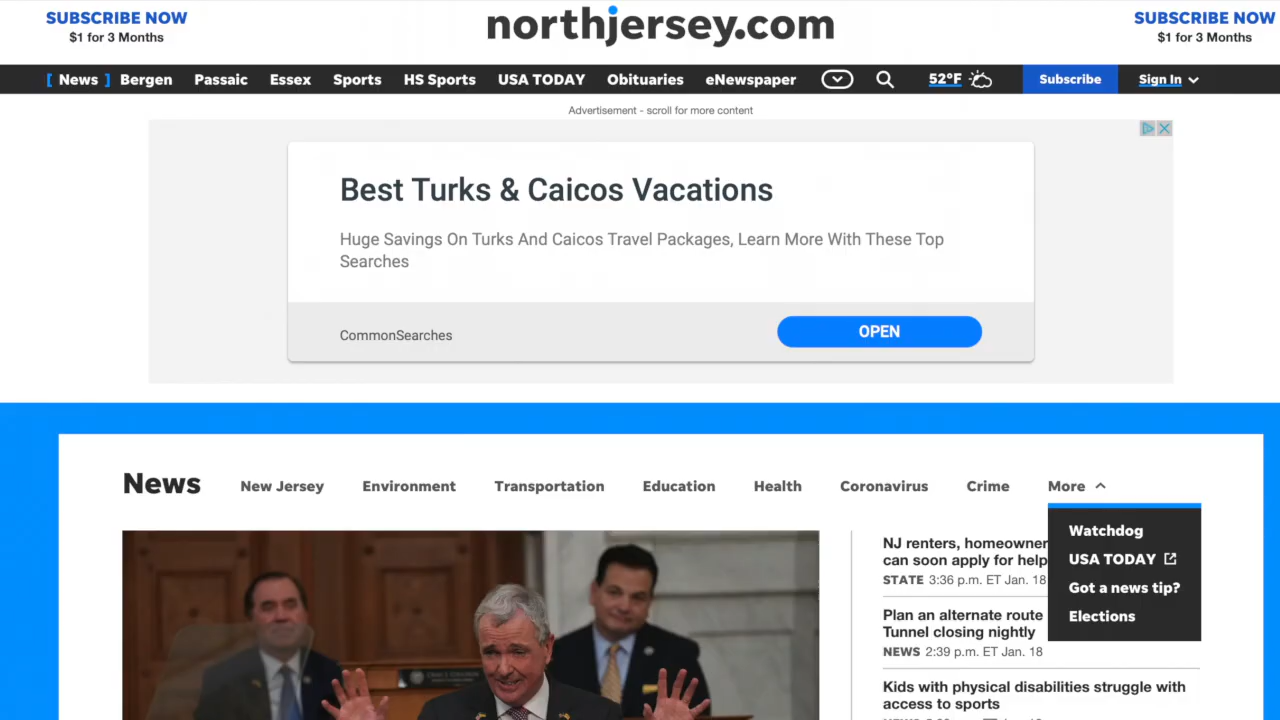 SUBSCRIBE NOW
$1 for 3 Months
northjersey.com
SUBSCRIBE NOW
$1 for 3 Months
[ News ] Bergen Passaic Essex Sports HS Sports USA TODAY Obituaries eNewspaper 52°F Subscribe Sign In
Advertisement - scroll for more content
Best Turks & Caicos Vacations
Huge Savings On Turks And Caicos Travel Packages, Learn More With These Top
Searches
CommonSearches
OPEN
News New Jersey Environment Transportation Education Health Coronavirus Crime More
Watchdog
USA TODAY
Got a news tip?
Elections
NJ renters, homeowner
can soon apply for help
STATE 3:36 p.m. ET Jan. 18
Plan an alternate route
Tunnel closing nightly
NEWS 2:39 p.m. ET Jan. 18
Kids with physical disabilities struggle with
access to sports